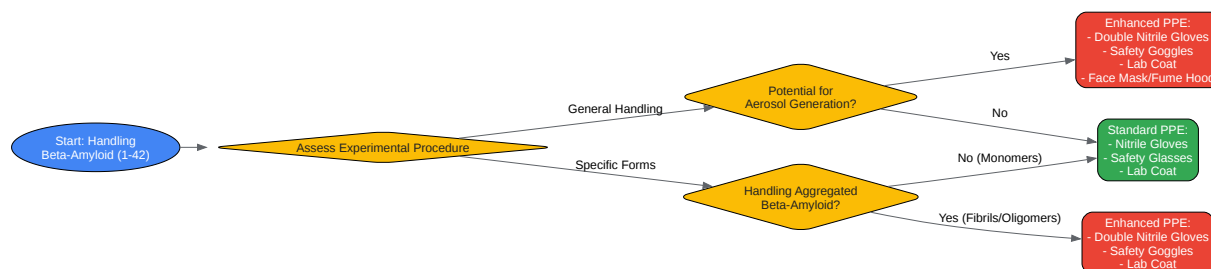 Start: Handling
Beta-Amyloid (1-42)
Assess Experimental Procedure
General Handling
Specific Forms
Potential for
Aerosol Generation?
Handling Aggregated
Beta-Amyloid?
Yes
No
No (Monomers)
Yes (Fibrils/Oligomers)
Enhanced PPE:
- Double Nitrile Gloves
- Safety Goggles
- Lab Coat
- Face Mask/Fume Hood
Standard PPE:
- Nitrile Gloves
- Safety Glasses
- Lab Coat
Enhanced PPE:
- Double Nitrile Gloves
- Safety Goggles
- Lab Coat